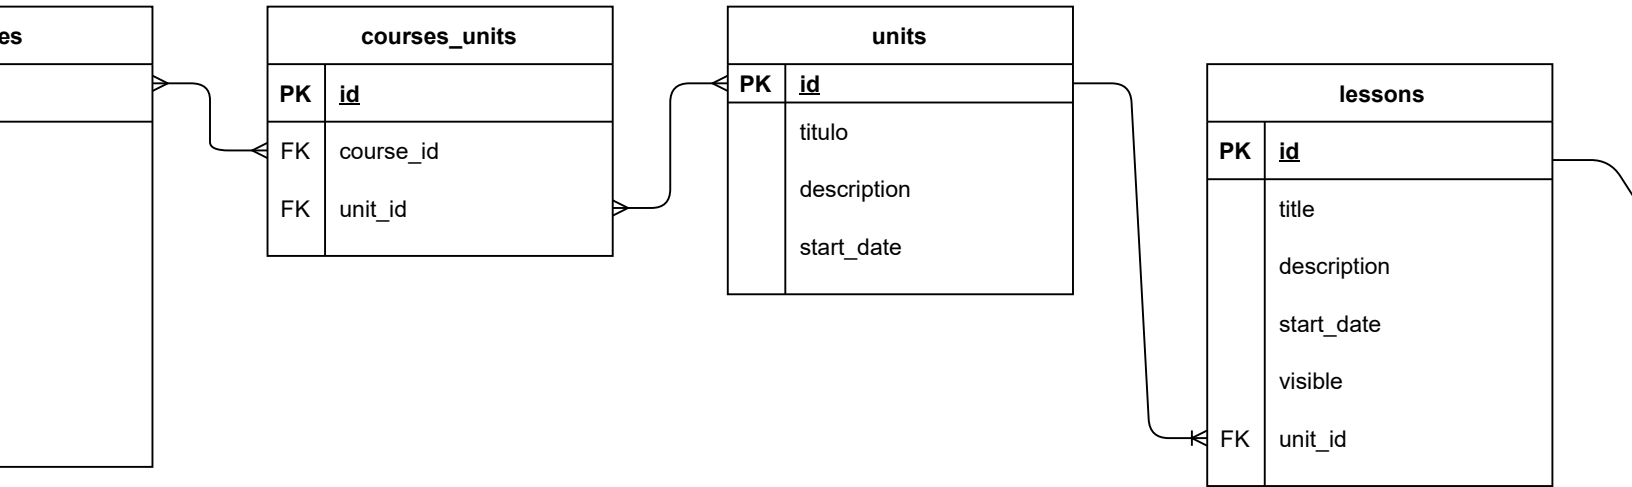 es
courses_units
PK id
FK course_id
FK unit_id
units
PK id
titulo
description
start_date
lessons
PK id
title
description
start_date
visible
FK unit_id